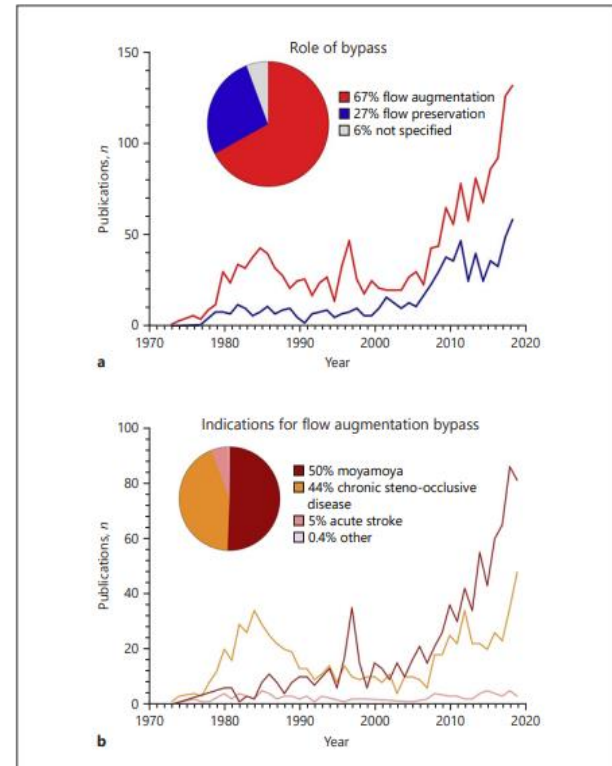 Role of bypass
150
100
50
0
Publications, n
67% flow augmentation
27% flow preservation
6% not specified
1970
1980
1990
2000
2010
2020
Year
a
Indications for flow augmentation bypass
100
80
60
40
20
0
Publications, n
50% moyamoya
44% chronic steno-occlusive
disease
5% acute stroke
0.4% other
1970
1980
1990
2000
2010
2020
Year
b